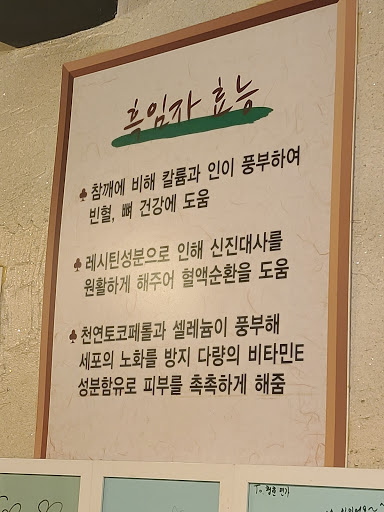 흑임자 효능
♣ 참깨에 비해 칼륨과 인이 풍부하여
빈혈, 뼈 건강에 도움
♣ 레시틴성분으로 인해 신진대사를
원활하게 해주어 혈액순환을 도움
♣ 천연토코페롤과 셀레늄이 풍부해
세포의 노화를 방지 다량의 비타민E
성분함유로 피부를 촉촉하게 해줌
To